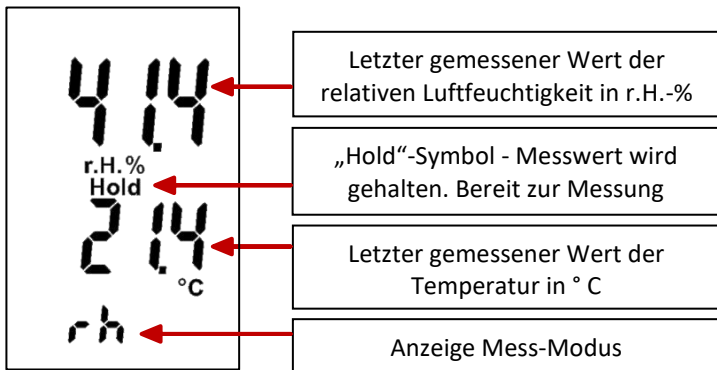 41.4
Letzter gemessener Wert der
relativen Luftfeuchtigkeit in r.H.-%
r.H.%
Hold
„Hold“-Symbol - Messwert wird
gehalten. Bereit zur Messung
21.4
°C
Letzter gemessener Wert der
Temperatur in ° C
rh
Anzeige Mess-Modus